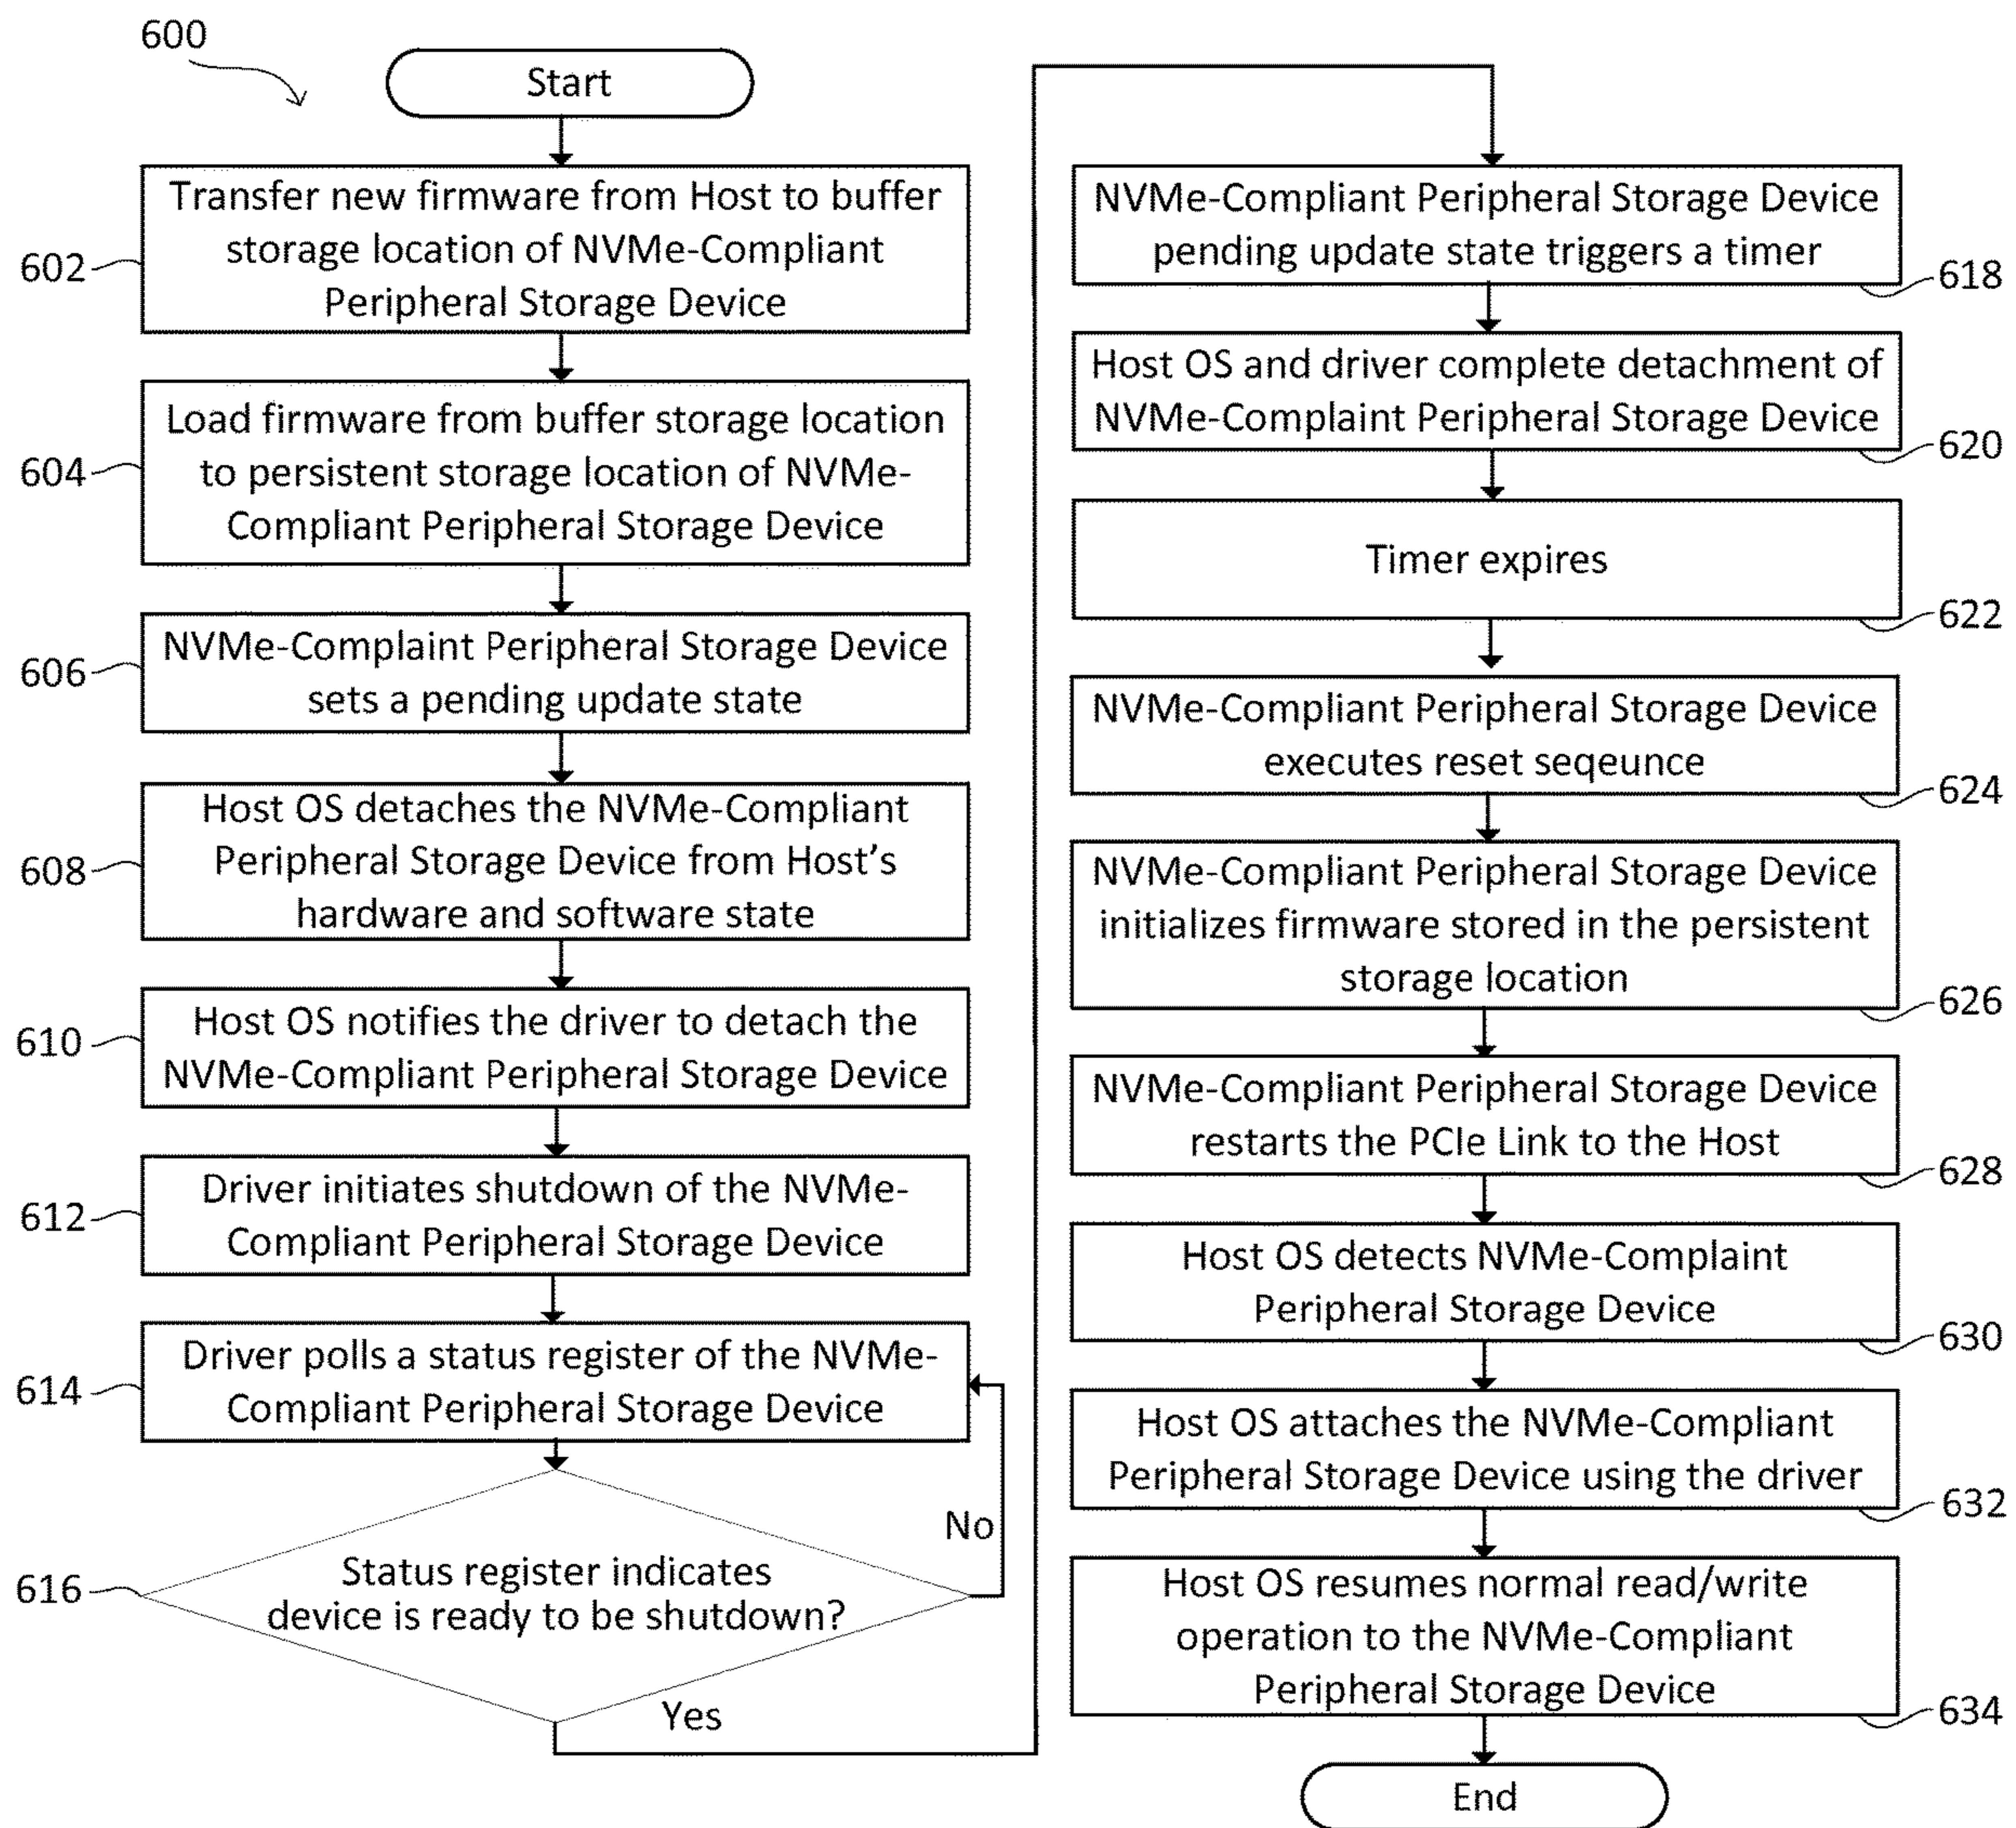 600
Start
Transfer new firmware from Host to buffer
storage location of NVMe-Compliant
Peripheral Storage Device
602
Load firmware from buffer storage location
to persistent storage location of NVMe-
Compliant Peripheral Storage Device
604
NVMe-Complaint Peripheral Storage Device
sets a pending update state
606
Host OS detaches the NVMe-Compliant
Peripheral Storage Device from Host's
hardware and software state
608
Host OS notifies the driver to detach the
NVMe-Compliant Peripheral Storage Device
610
Driver initiates shutdown of the NVMe-
Compliant Peripheral Storage Device
612
Driver polls a status register of the NVMe-
Compliant Peripheral Storage Device
614
Status register indicates
device is ready to be shutdown?
616
No
Yes
NVMe-Compliant Peripheral Storage Device
pending update state triggers a timer
618
Host OS and driver complete detachment of
NVMe-Complaint Peripheral Storage Device
620
Timer expires
622
NVMe-Compliant Peripheral Storage Device
executes reset seqeunce
624
NVMe-Compliant Peripheral Storage Device
initializes firmware stored in the persistent
storage location
626
NVMe-Compliant Peripheral Storage Device
restarts the PCIe Link to the Host
628
Host OS detects NVMe-Complaint
Peripheral Storage Device
630
Host OS attaches the NVMe-Compliant
Peripheral Storage Device using the driver
632
Host OS resumes normal read/write
operation to the NVMe-Compliant
Peripheral Storage Device
634
End